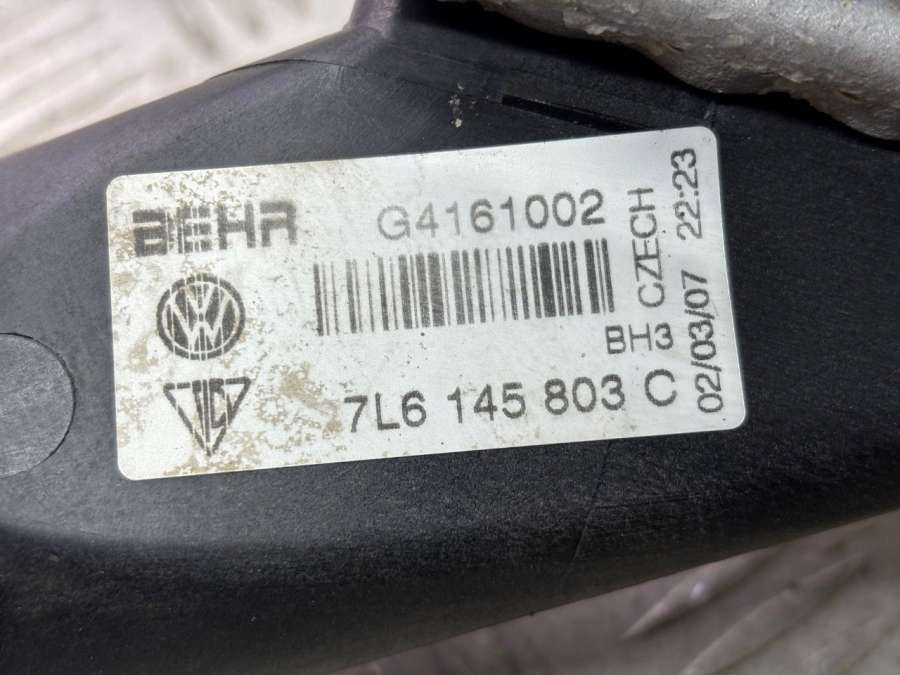 BEHR
G4161002
BH3
7L6 145 803 C
CZECH
02/03/07 22:23